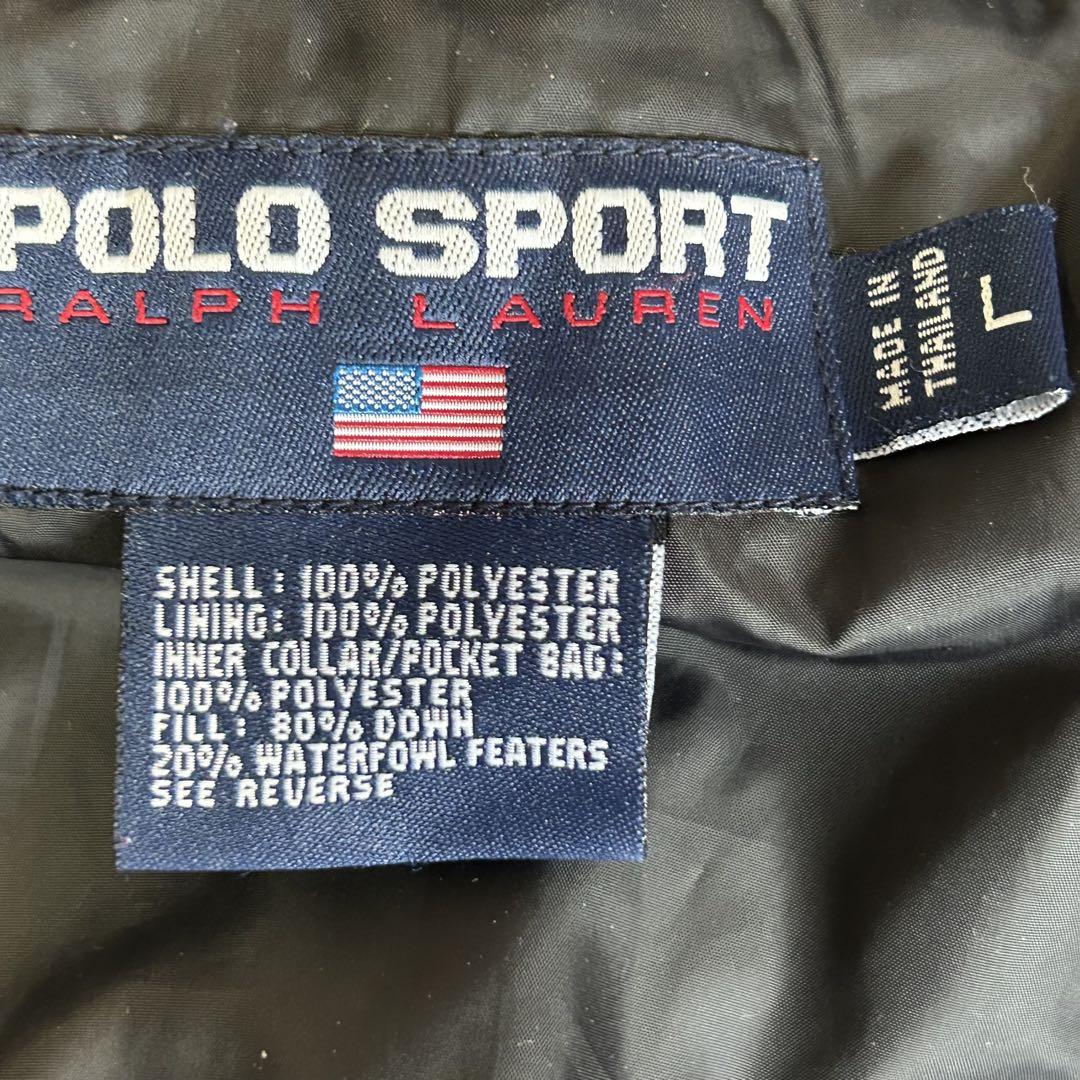 POLO SPORT
RALPH LAUREN
MADE IN
THAILAND
L
SHELL: 100% POLYESTER
LINING: 100% POLYESTER
INNER COLLAR/POCKET BAG:
100% POLYESTER
FILL: 80% DOWN
20% WATERFOWL FEATERS
SEE REVERSE